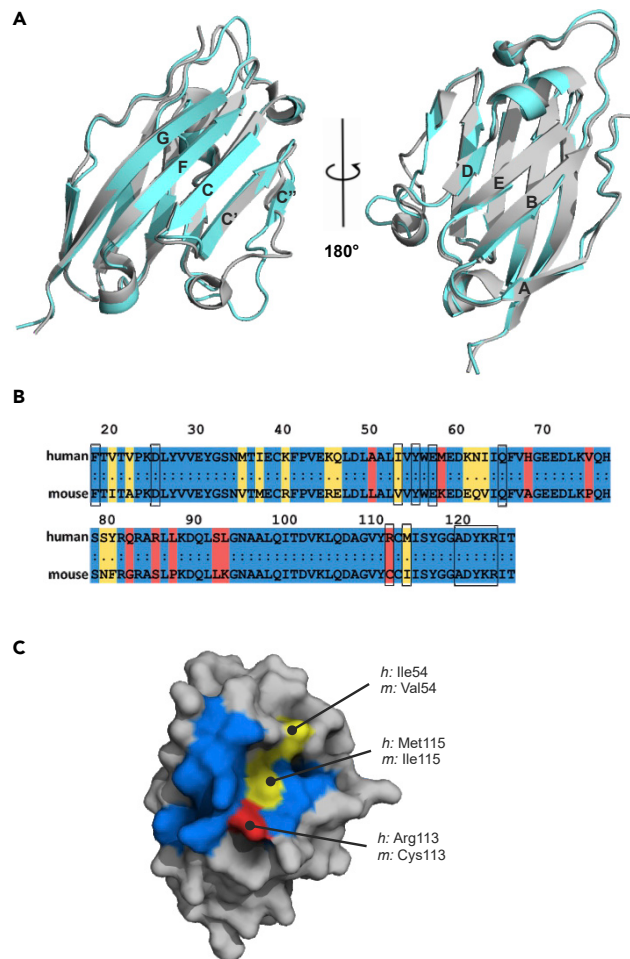 A
G
F
C
C'
C''
180°
D
E
B
A
B
20 30 40 50 60 70
human FTVTVPKDLYVVEYGSNMTIECKFPVEKQLDLAALIVYWEMEDKNIIQFVHGEEDLKVQH
mouse FTITAPKDLYVVEYGSNVTMECRFPVERELDLLALVVYWEKEDEQVIQFVAGEEDLKPQH
80 90 100 110 120
human SSYRQRARLLKDQLSLGNAALQITDVKLQDAGVYRCMISYGGADYKRIT
mouse SNFRGRASLPKDQLLKGNAALQITDVKLQDAGVYCCIISYGGADYKRIT
C
h: Ile54
m: Val54
h: Met115
m: Ile115
h: Arg113
m: Cys113